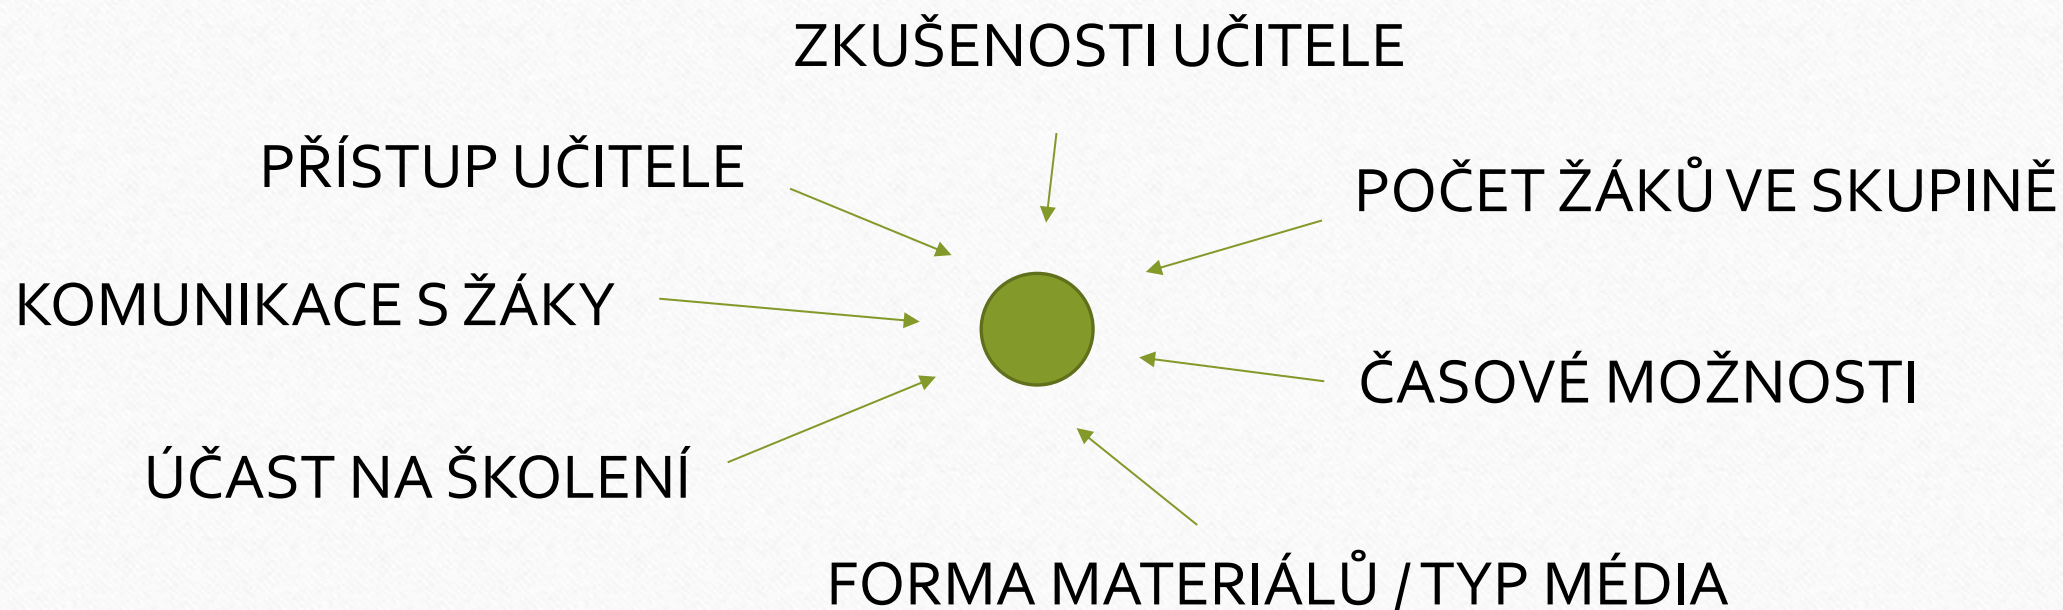 ZKUŠENOSTI UČITELE
PŘÍSTUP UČITELE
POČET ŽÁKŮ VE SKUPINĚ
KOMUNIKACE S ŽÁKY
ČASOVÉ MOŽNOSTI
ÚČAST NA ŠKOLENÍ
FORMA MATERIÁLŮ / TYP MÉDIA